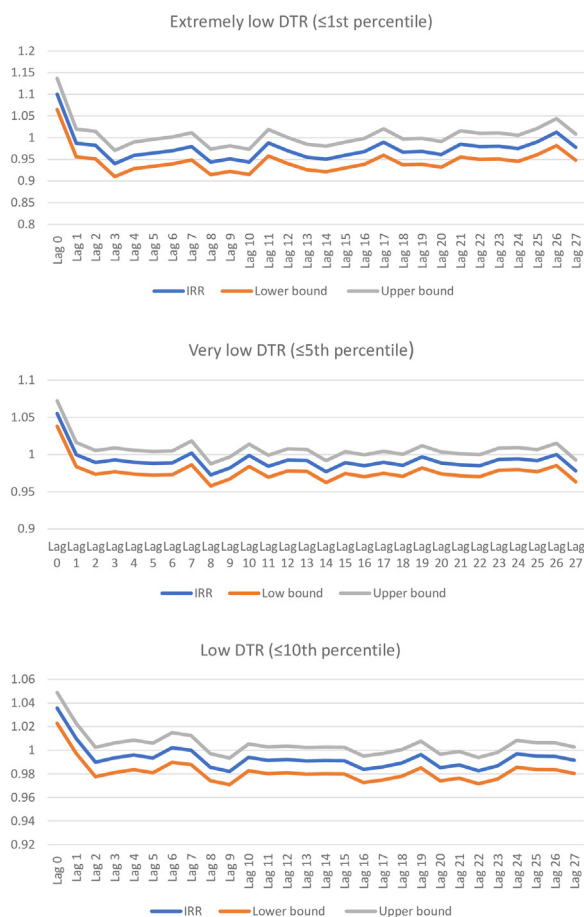 Extremely low DTR (≤1st percentile)
1.2
1.15
1.1
1.05
1
0.95
0.9
0.85
0.8
Lag 0 Lag 1 Lag 2 Lag 3 Lag 4 Lag 5 Lag 6 Lag 7 Lag 8 Lag 9 Lag 10 Lag 11 Lag 12 Lag 13 Lag 14 Lag 15 Lag 16 Lag 17 Lag 18 Lag 19 Lag 20 Lag 21 Lag 22 Lag 23 Lag 24 Lag 25 Lag 26 Lag 27
IRR Lower bound Upper bound
Very low DTR (≤5th percentile)
1.1
1.05
1
0.95
0.9
Lag Lag Lag Lag Lag Lag Lag Lag Lag Lag Lag Lag Lag Lag Lag Lag Lag Lag Lag Lag Lag Lag Lag Lag Lag Lag Lag Lag
0 1 2 3 4 5 6 7 8 9 10 11 12 13 14 15 16 17 18 19 20 21 22 23 24 25 26 27
IRR Low bound Upper bound
Low DTR (≤10th percentile)
1.06
1.04
1.02
1
0.98
0.96
0.94
0.92
Lag 0 Lag 1 Lag 2 Lag 3 Lag 4 Lag 5 Lag 6 Lag 7 Lag 8 Lag 9 Lag 10 Lag 11 Lag 12 Lag 13 Lag 14 Lag 15 Lag 16 Lag 17 Lag 18 Lag 19 Lag 20 Lag 21 Lag 22 Lag 23 Lag 24 Lag 25 Lag 26 Lag 27
IRR Lower bound Upper bound